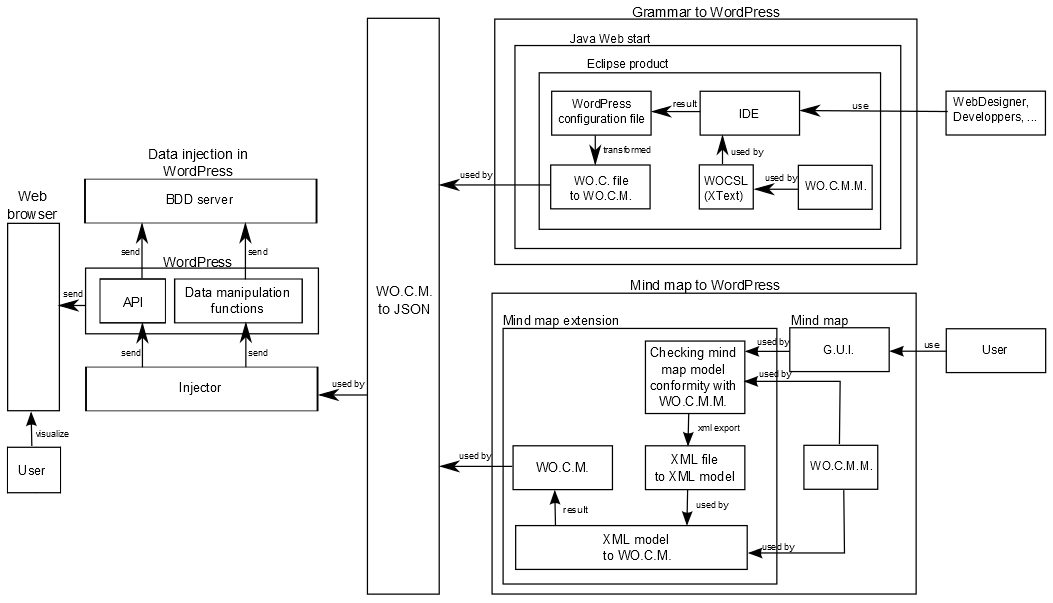 Grammar to WordPress
Java Web start
Eclipse product
WordPress
configuration file
result
IDE
use
WebDesigner,
Developpers, ...
transformed
used by
WO.C. file
to WO.C.M.
WOCSL
(XText)
used by
WO.C.M.M.
used by
Data injection in
WordPress
BDD server
Web
browser
send
send
WordPress
send
API
Data manipulation
functions
send
send
Injector
used by
visualize
User
WO.C.M.
to JSON
Mind map to WordPress
Mind map extension
Mind map
Checking mind
map model
conformity with
WO.C.M.M.
used by
G.U.I.
use
User
used by
xml export
used by
WO.C.M.
XML file
to XML model
WO.C.M.M.
result
used by
XML model
to WO.C.M.
used by